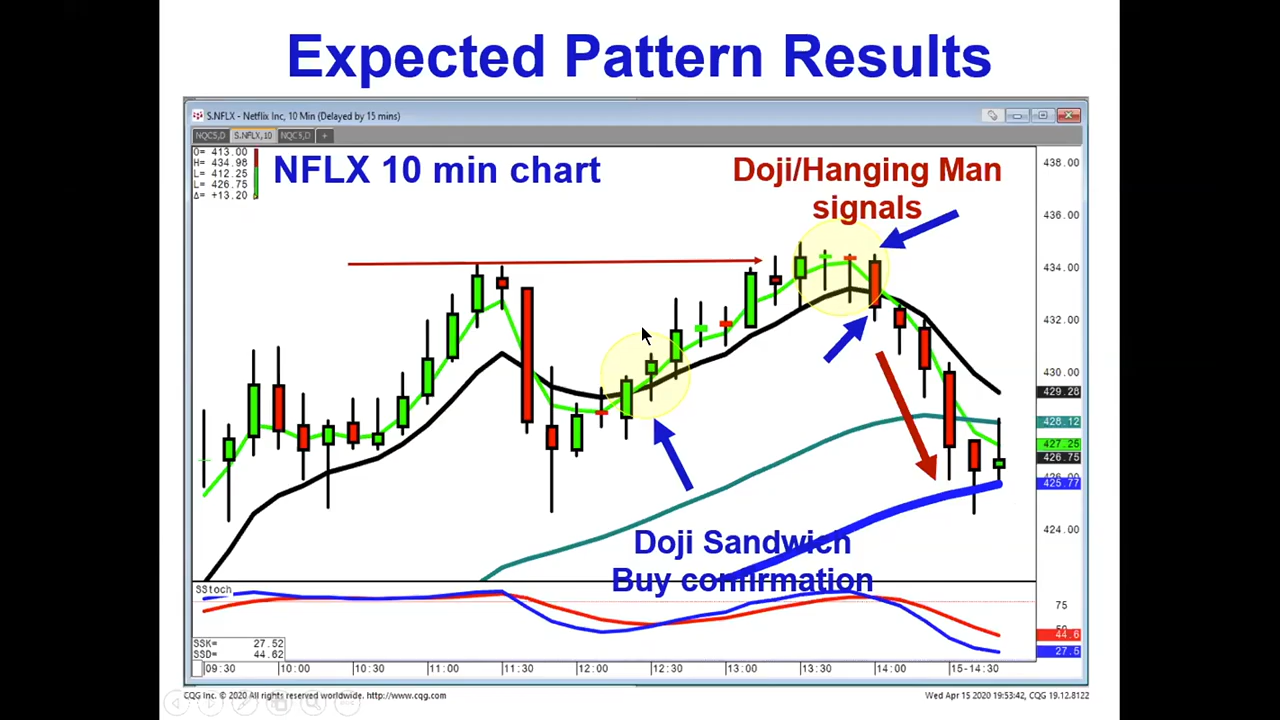 Expected Pattern Results
S.NFLX - Netflix Inc, 10 Min (Delayed by 15 mins)
NQC5,D S.NFLX,10 NQC5,D +
O= 413.00
H= 434.98
L= 412.25
L= 426.75
Δ= +13.20
NFLX 10 min chart
Doji/Hanging Man
signals
438.00
436.00
434.00
432.00
430.00
429.28
428.12
427.25
426.75
425.77
424.00
Doji Sandwich
Buy confirmation
SStoch
75
44.6
27.5
SSK= 27.52
SSD= 44.62
09:30 10:00 10:30 11:00 11:30 12:00 12:30 13:00 13:30 14:00 15-14:30
CQG Inc. © 2020 All rights reserved worldwide. http://www.cqg.com
Wed Apr 15 2020 19:53:42, CQG 19.12.8122